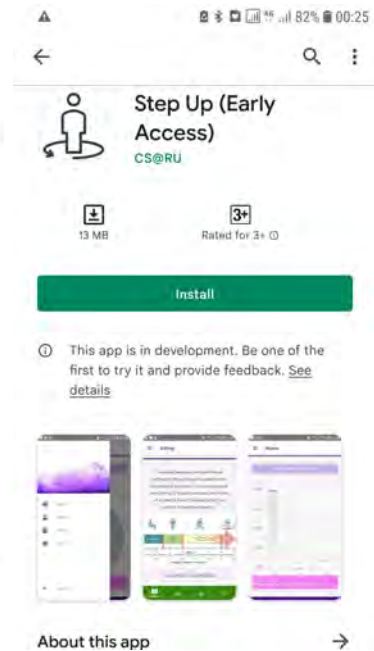 82% 00:25
Step Up (Early
Access)
CS@RU
13 MB
3+
Rated for 3+
Install
This app is in development. Be one of the
first to try it and provide feedback. See
details
About this app